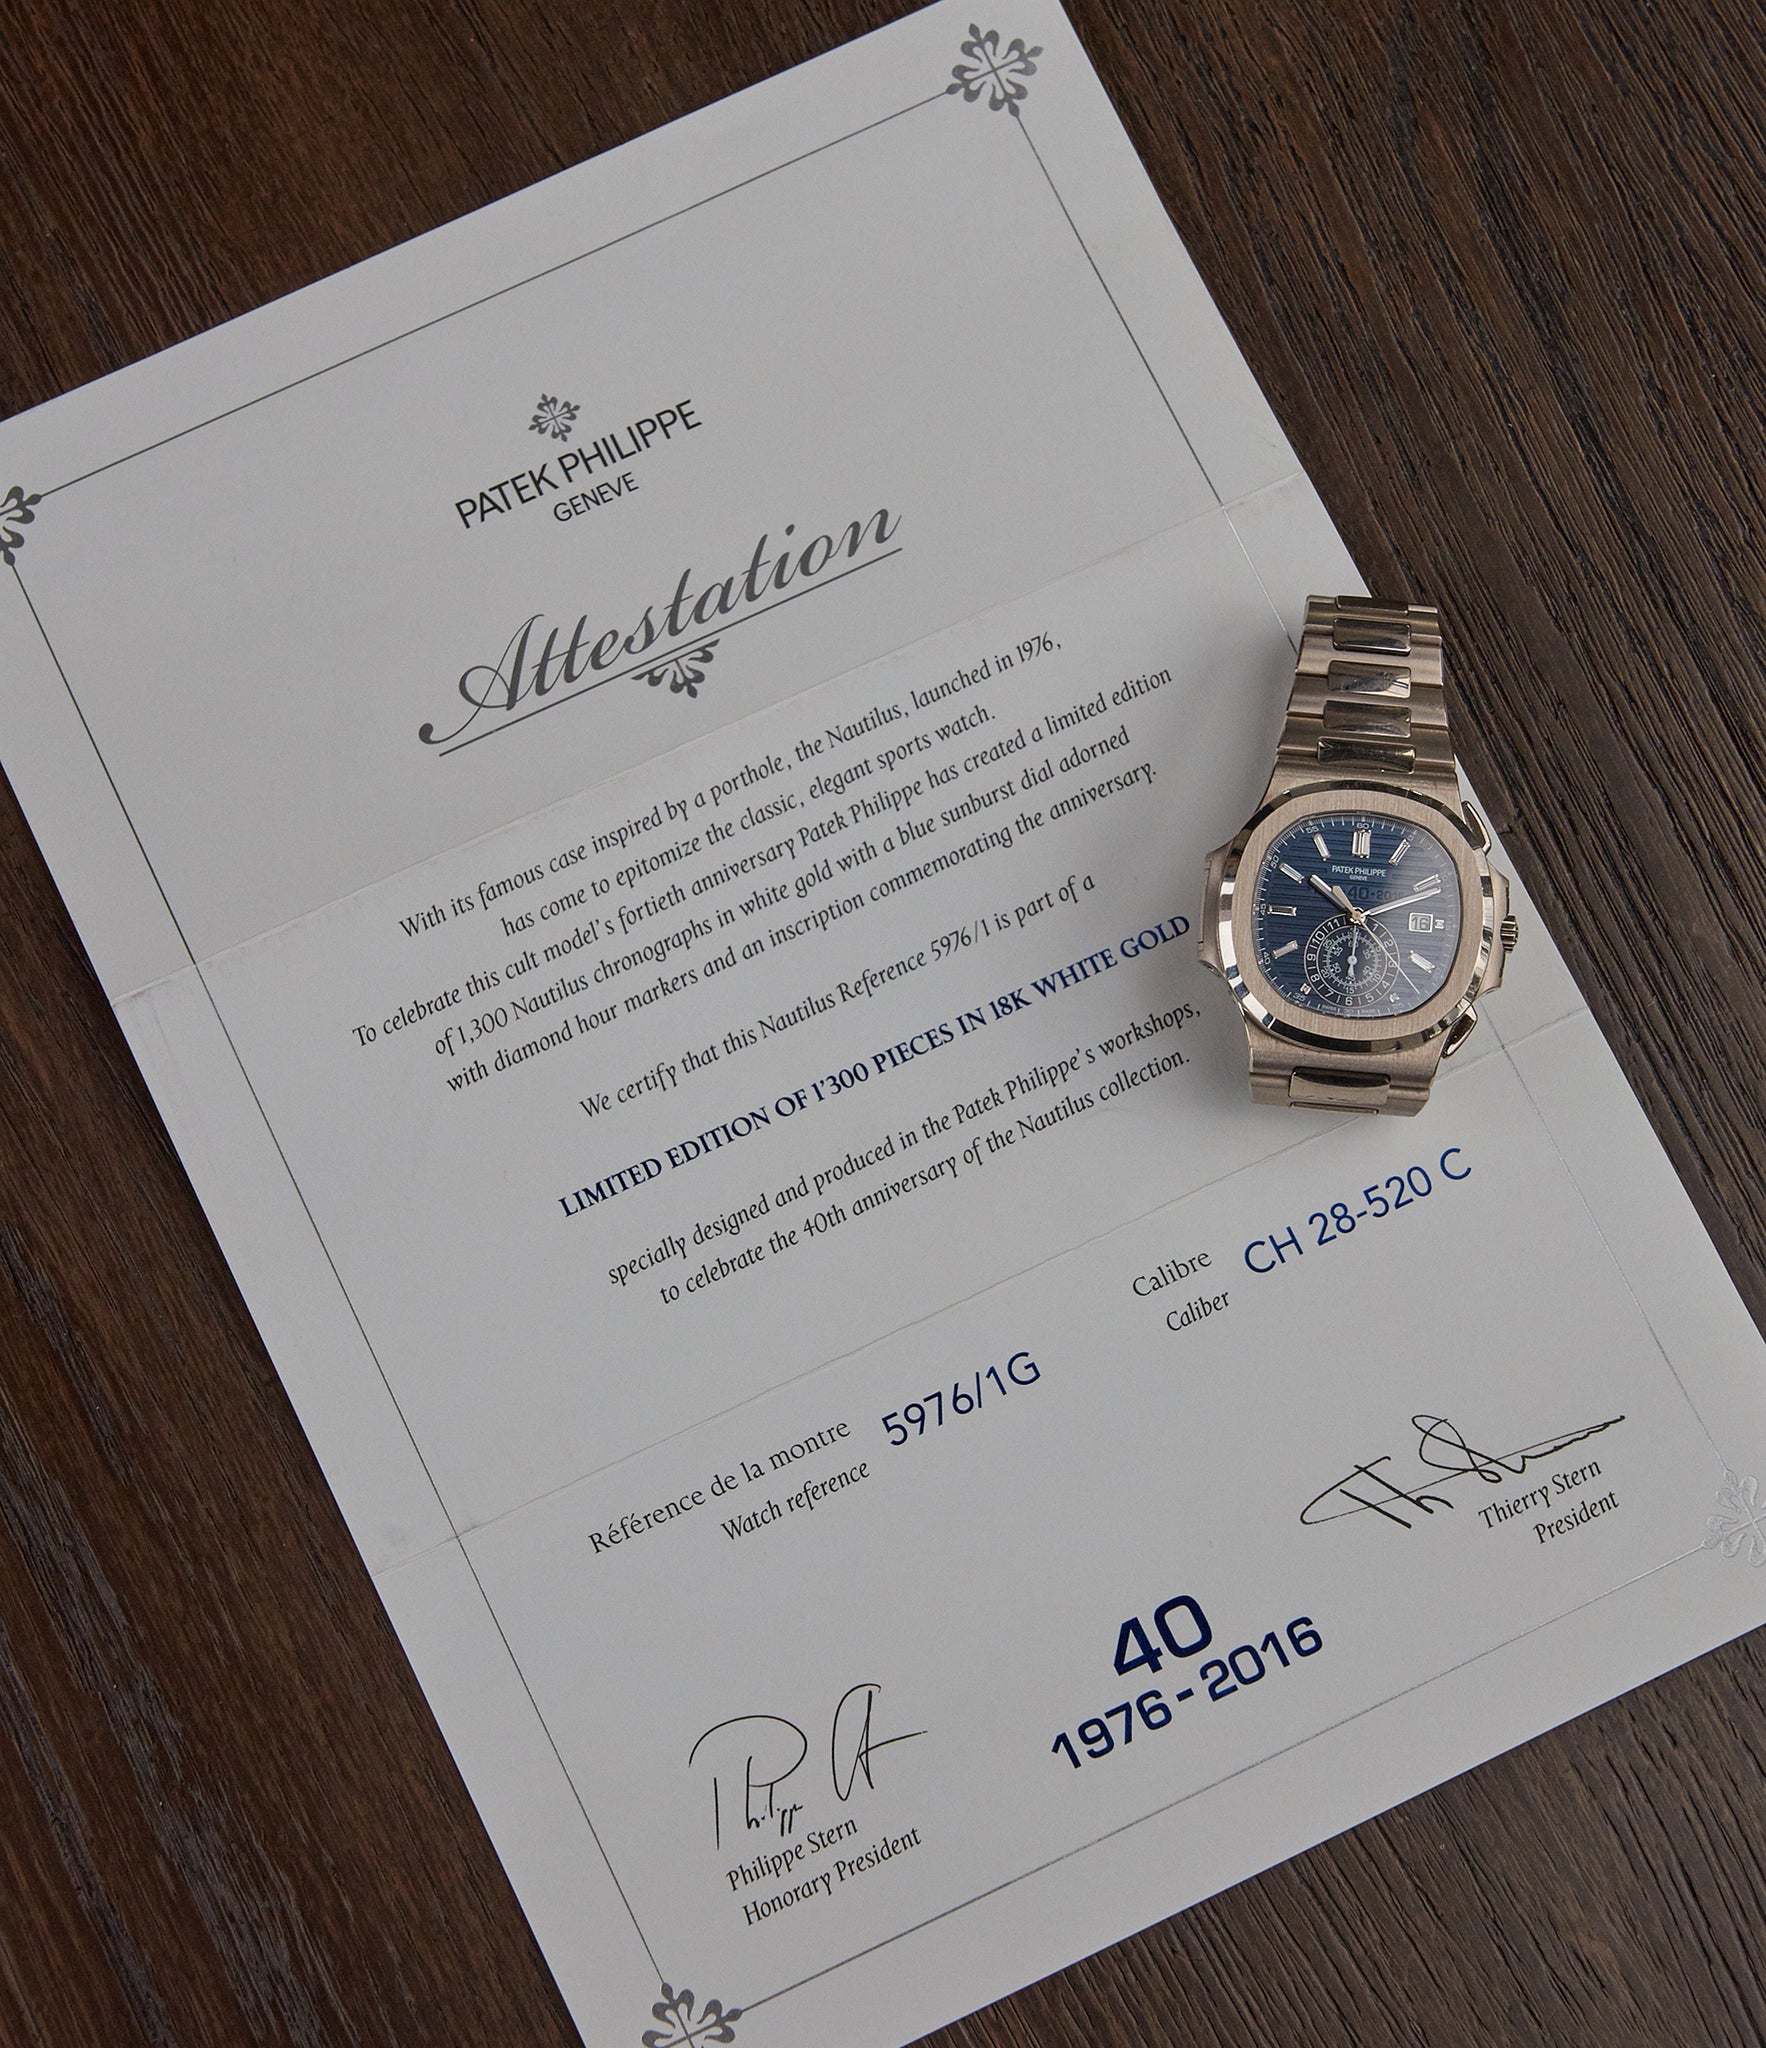 PATEK PHILIPPE
GENEVE
Attestation
With its famous case inspired by a porthole, the Nautilus, launched in 1976,
has come to epitomize the classic, elegant sports watch.
To celebrate this cult model's fortieth anniversary Patek Philippe has created a limited edition
of 1,300 Nautilus chronographs in white gold with a blue sunburst dial adorned
with diamond hour markers and an inscription commemorating the anniversary.
We certify that this Nautilus Reference 5976/1 is part of a
LIMITED EDITION OF 1'300 PIECES IN 18K WHITE GOLD
specially designed and produced in the Patek Philippe's workshops,
to celebrate the 40th anniversary of the Nautilus collection.
Calibre CH 28-520 C
Caliber
Référence de la montre 5976/1G
Watch reference
Thierry Stern
President
40
1976-2016
Philippe Stern
Honorary President
PATEK PHILIPPE
GENEVE
16